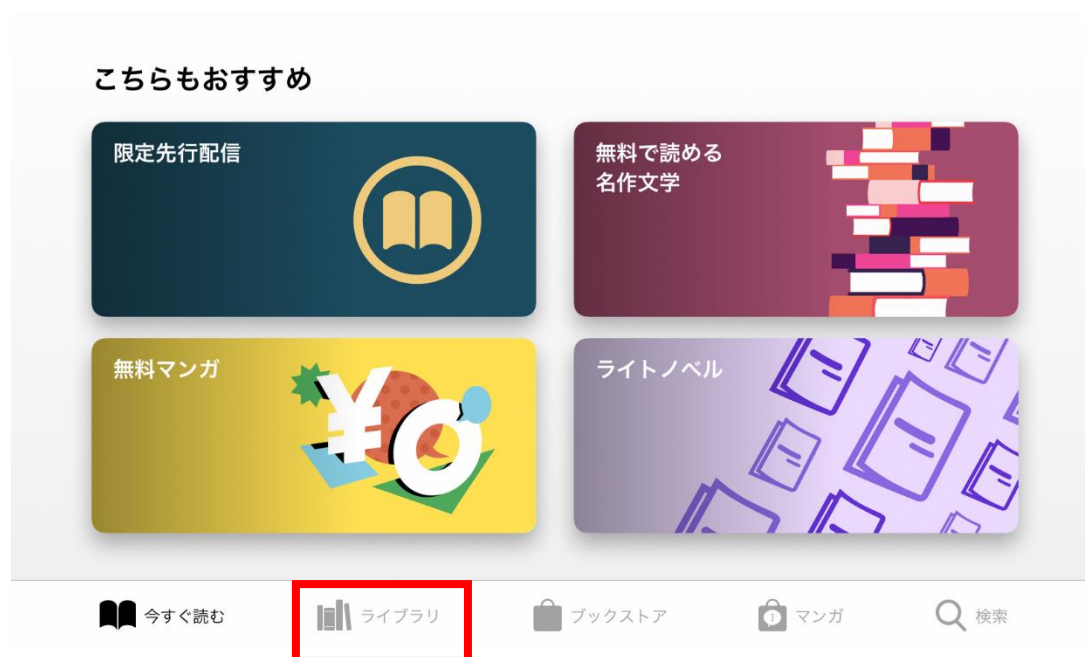 こちらもおすすめ
限定先行配信
無料で読める
名作文学
無料マンガ
¥0
ライトノベル
今すぐ読む
ライブラリ
ブックストア
マンガ
検索